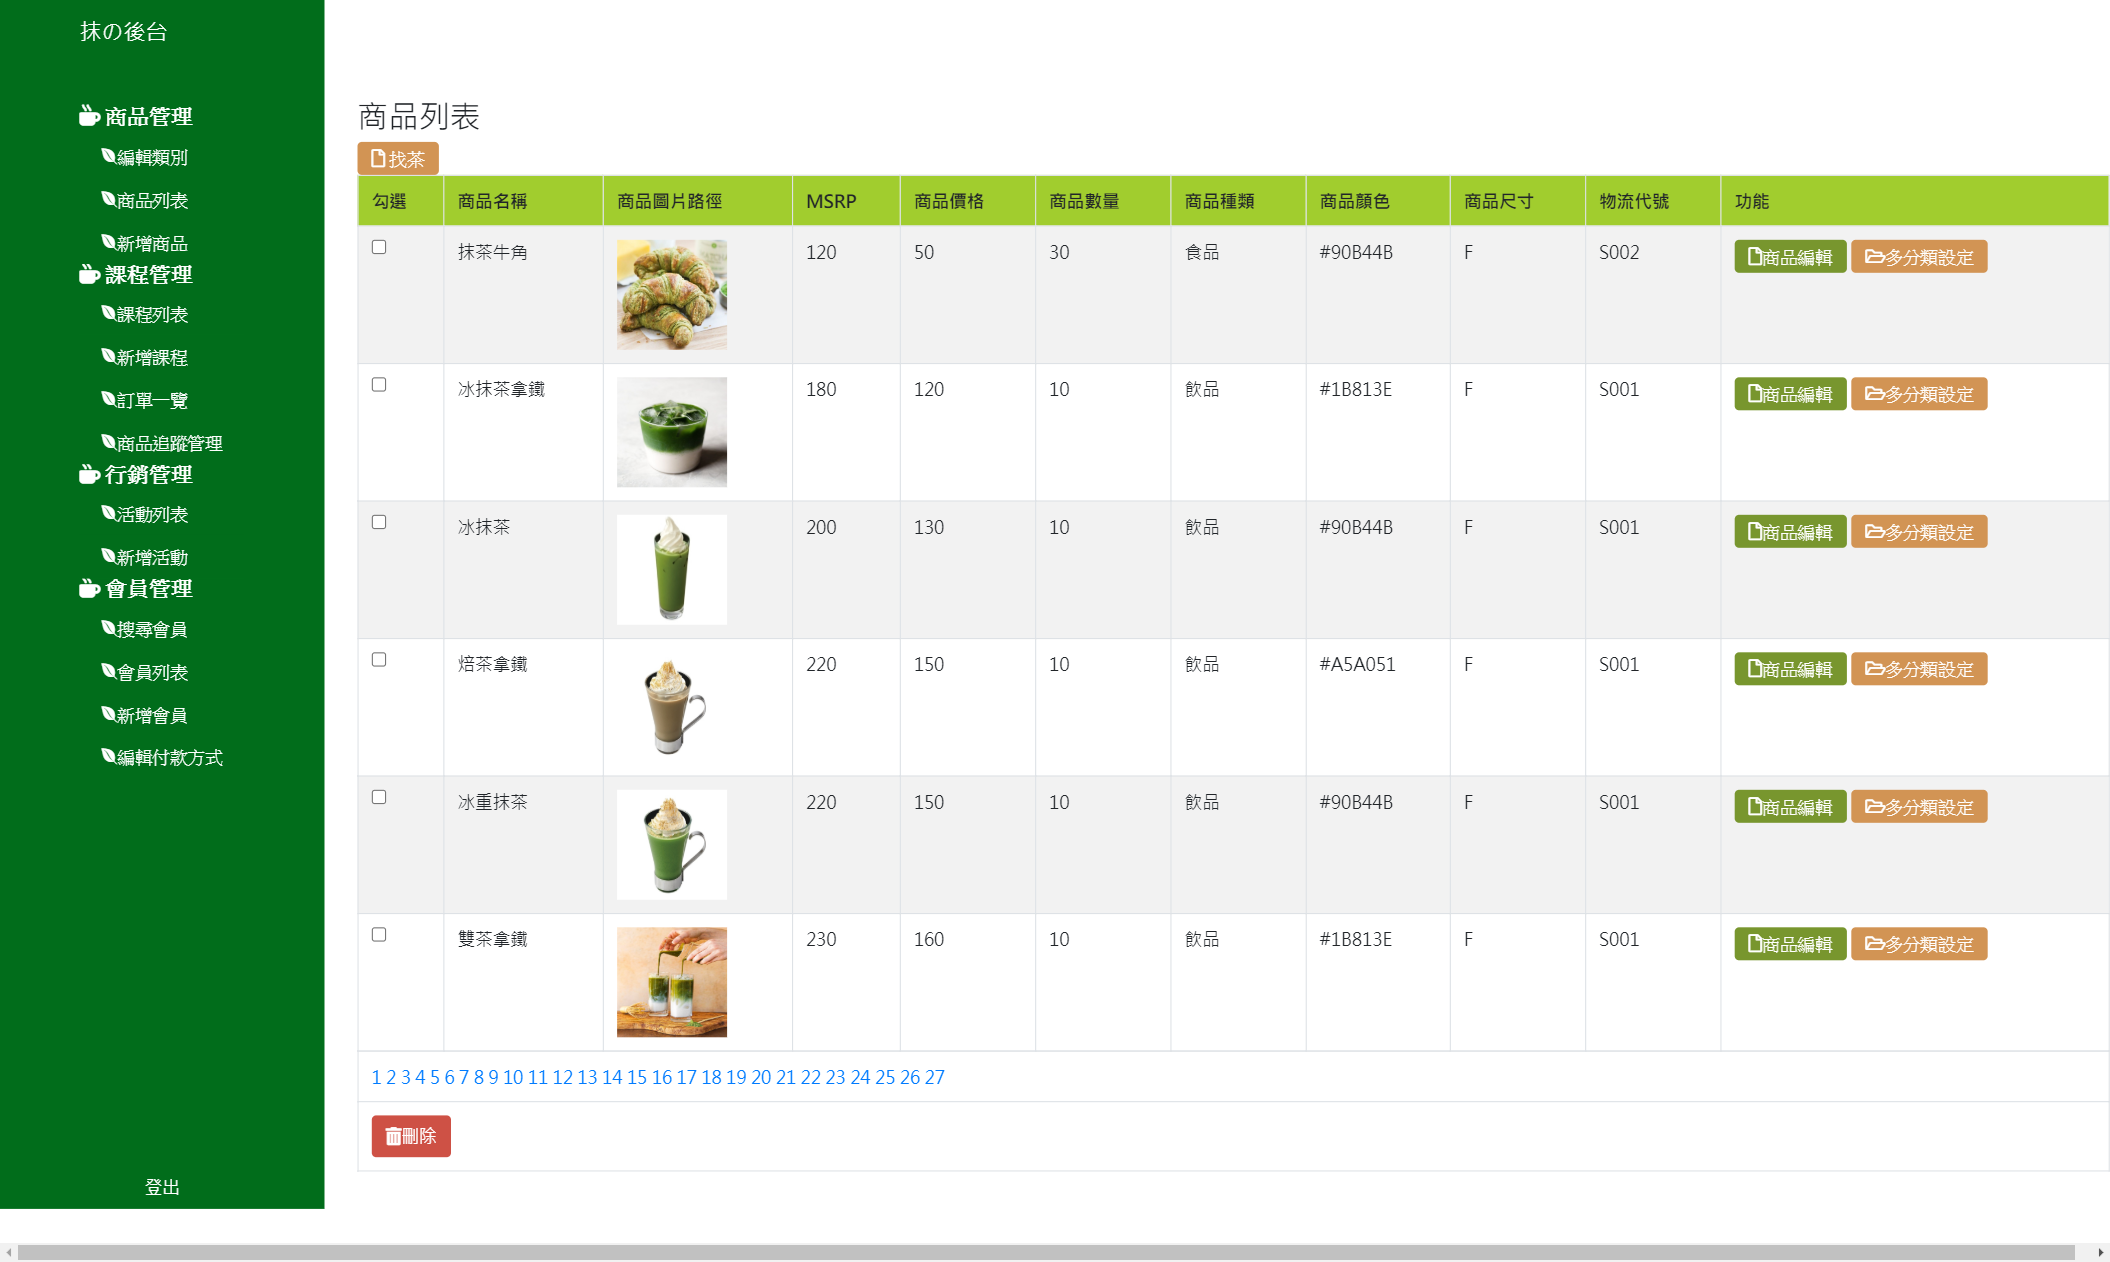 抹の後台
商品管理
編輯類別
商品列表
新增商品
課程管理
課程列表
新增課程
訂單一覽
商品追蹤管理
行銷管理
活動列表
新增活動
會員管理
搜尋會員
會員列表
新增會員
編輯付款方式
登出
商品列表
找茶
勾選 商品名稱 商品圖片路徑 MSRP 商品價格 商品數量 商品種類 商品顏色 商品尺寸 物流代號 功能
抹茶牛角 120 50 30 食品 #90B44B F S002 商品編輯 多分類設定
冰抹茶拿鐵 180 120 10 飲品 #1B813E F S001 商品編輯 多分類設定
冰抹茶 200 130 10 飲品 #90B44B F S001 商品編輯 多分類設定
焙茶拿鐵 220 150 10 飲品 #A5A051 F S001 商品編輯 多分類設定
冰重抹茶 220 150 10 飲品 #90B44B F S001 商品編輯 多分類設定
雙茶拿鐵 230 160 10 飲品 #1B813E F S001 商品編輯 多分類設定
1 2 3 4 5 6 7 8 9 10 11 12 13 14 15 16 17 18 19 20 21 22 23 24 25 26 27
刪除